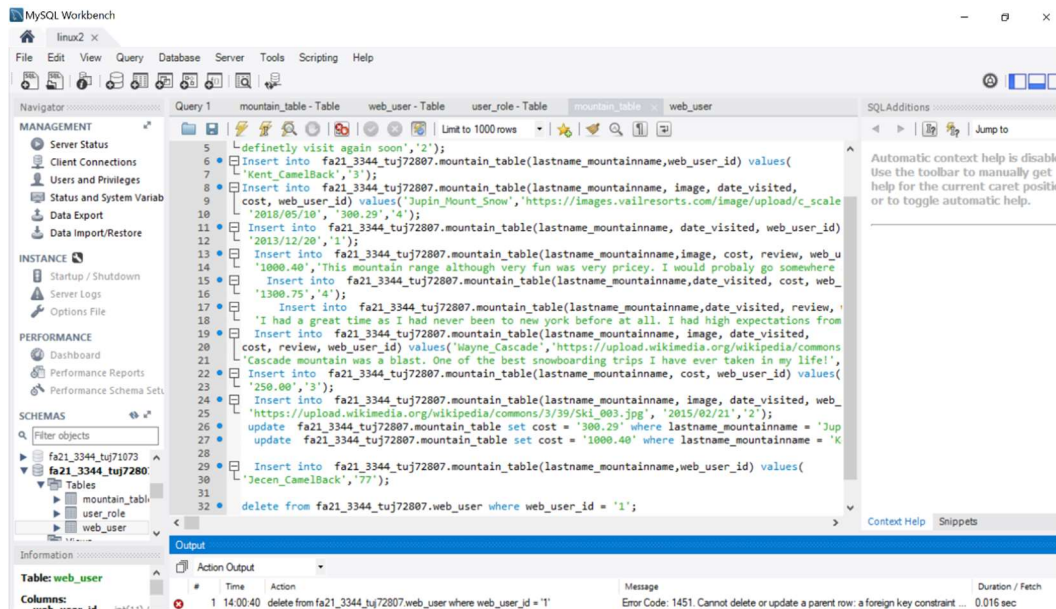 MySQL Workbench
linux2
File Edit View Query Database Server Tools Scripting Help
Navigator
MANAGEMENT
Server Status
Client Connections
Users and Privileges
Status and System Variab
Data Export
Data Import/Restore
INSTANCE
Startup / Shutdown
Server Logs
Options File
PERFORMANCE
Dashboard
Performance Reports
Performance Schema Setu
SCHEMAS
Filter objects
fa21_3344_tuj71073
fa21_3344_tuj7280
Tables
mountain_tabl
user_role
web_user
Views
Information
Table: web_user
Columns:
web_user_id int(11)
Query 1 mountain_table - Table web_user - Table user_role - Table mountain_table web_user
Limit to 1000 rows
5 definetly visit again soon','2');
6 Insert into fa21_3344_tuj72807.mountain_table(lastname_mountainname,web_user_id) values(
7 'Kent_CamelBack','3');
8 Insert into fa21_3344_tuj72807.mountain_table(lastname_mountainname, image, date_visited,
9 cost, web_user_id) values('Jupin_Mount_Snow','https://images.vailresorts.com/image/upload/c_scale
10 '2018/05/10', '300.29','4');
11 Insert into fa21_3344_tuj72807.mountain_table(lastname_mountainname, date_visited, web_user_id)
12 '2013/12/20','1');
13 Insert into fa21_3344_tuj72807.mountain_table(lastname_mountainname,image, cost, review, web_u
14 '1000.40','This mountain range although very fun was very pricey. I would probaly go somewhere
15 Insert into fa21_3344_tuj72807.mountain_table(lastname_mountainname,date_visited, cost, web_
16 '1300.75','4');
17 Insert into fa21_3344_tuj72807.mountain_table(lastname_mountainname,date_visited, review,
18 'I had a great time as I had never been to new york before at all. I had high expectations from
19 Insert into fa21_3344_tuj72807.mountain_table(lastname_mountainname, image, date_visited,
20 cost, review, web_user_id) values('Wayne_Cascade','https://upload.wikimedia.org/wikipedia/commons
21 'Cascade mountain was a blast. One of the best snowboarding trips I have ever taken in my life!',
22 Insert into fa21_3344_tuj72807.mountain_table(lastname_mountainname, cost, web_user_id) values(
23 '250.00','3');
24 Insert into fa21_3344_tuj72807.mountain_table(lastname_mountainname, image, date_visited, web_
25 'https://upload.wikimedia.org/wikipedia/commons/3/39/Ski_003.jpg', '2015/02/21','2');
26 update fa21_3344_tuj72807.mountain_table set cost = '300.29' where lastname_mountainname = 'Jup
27 update fa21_3344_tuj72807.mountain_table set cost = '1000.40' where lastname_mountainname = 'K
28
29 Insert into fa21_3344_tuj72807.mountain_table(lastname_mountainname,web_user_id) values(
30 'Jecen_CamelBack','77');
31
32 delete from fa21_3344_tuj72807.web_user where web_user_id = '1';
SQLAdditions
Jump to
Automatic context help is disable
Use the toolbar to manually get
help for the current caret positi
or to toggle automatic help.
Context Help Snippets
Output
Action Output
# Time Action Message Duration / Fetch
1 14:00:40 delete from fa21_3344_tuj72807.web_user where web_user_id = '1' Error Code: 1451. Cannot delete or update a parent row: a foreign key constraint ... 0.016 sec